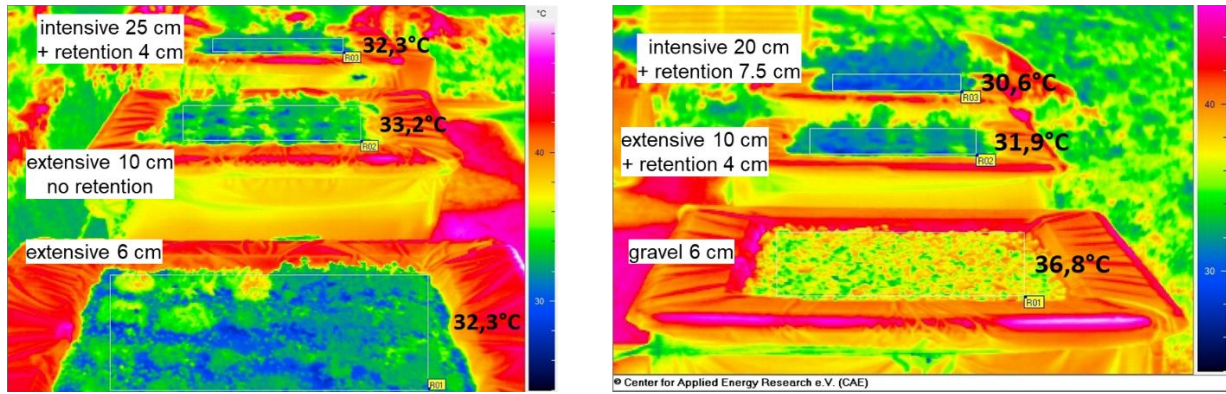 °C
intensive 25 cm
+ retention 4 cm
32,3°C
R03
33,2°C
R02
40
extensive 10 cm
no retention
extensive 6 cm
30
32,3°C
R01
°C
intensive 20 cm
+ retention 7.5 cm
30,6°C
R03
40
extensive 10 cm
+ retention 4 cm
31,9°C
R02
gravel 6 cm
36,8°C
30
R01
© Center for Applied Energy Research e.V. (CAE)